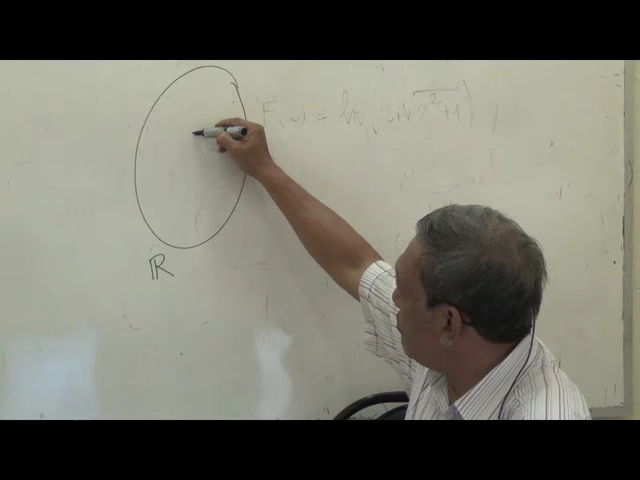 F(x) = ln(x+√x²+1)
ℝ